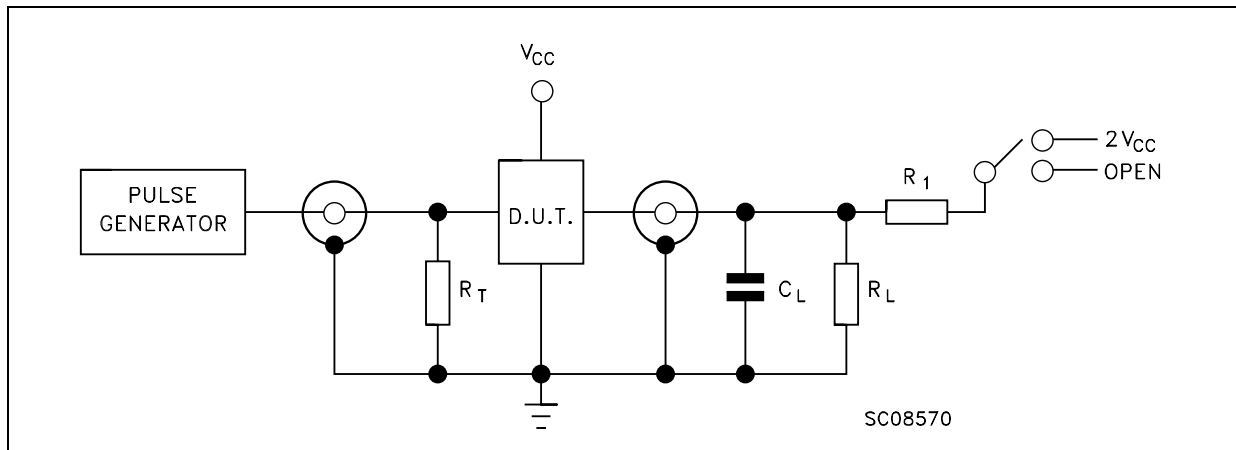 VCC
2VCC
OPEN
PULSE
GENERATOR
R1
D.U.T.
RT
CL
RL
SC08570